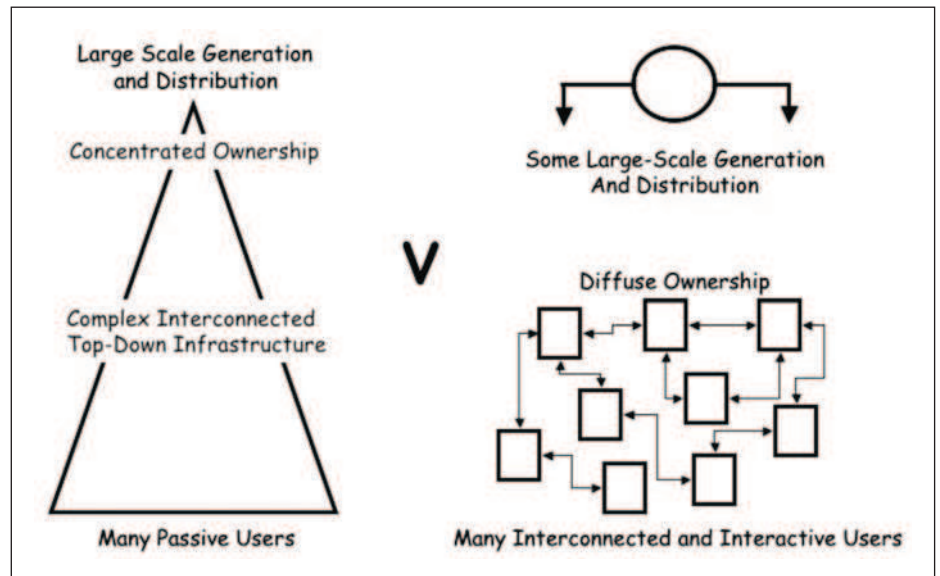 Large Scale Generation
and Distribution
Concentrated Ownership
Complex Interconnected
Top-Down Infrastructure
Many Passive Users
V
Some Large-Scale Generation
And Distribution
Diffuse Ownership
Many Interconnected and Interactive Users